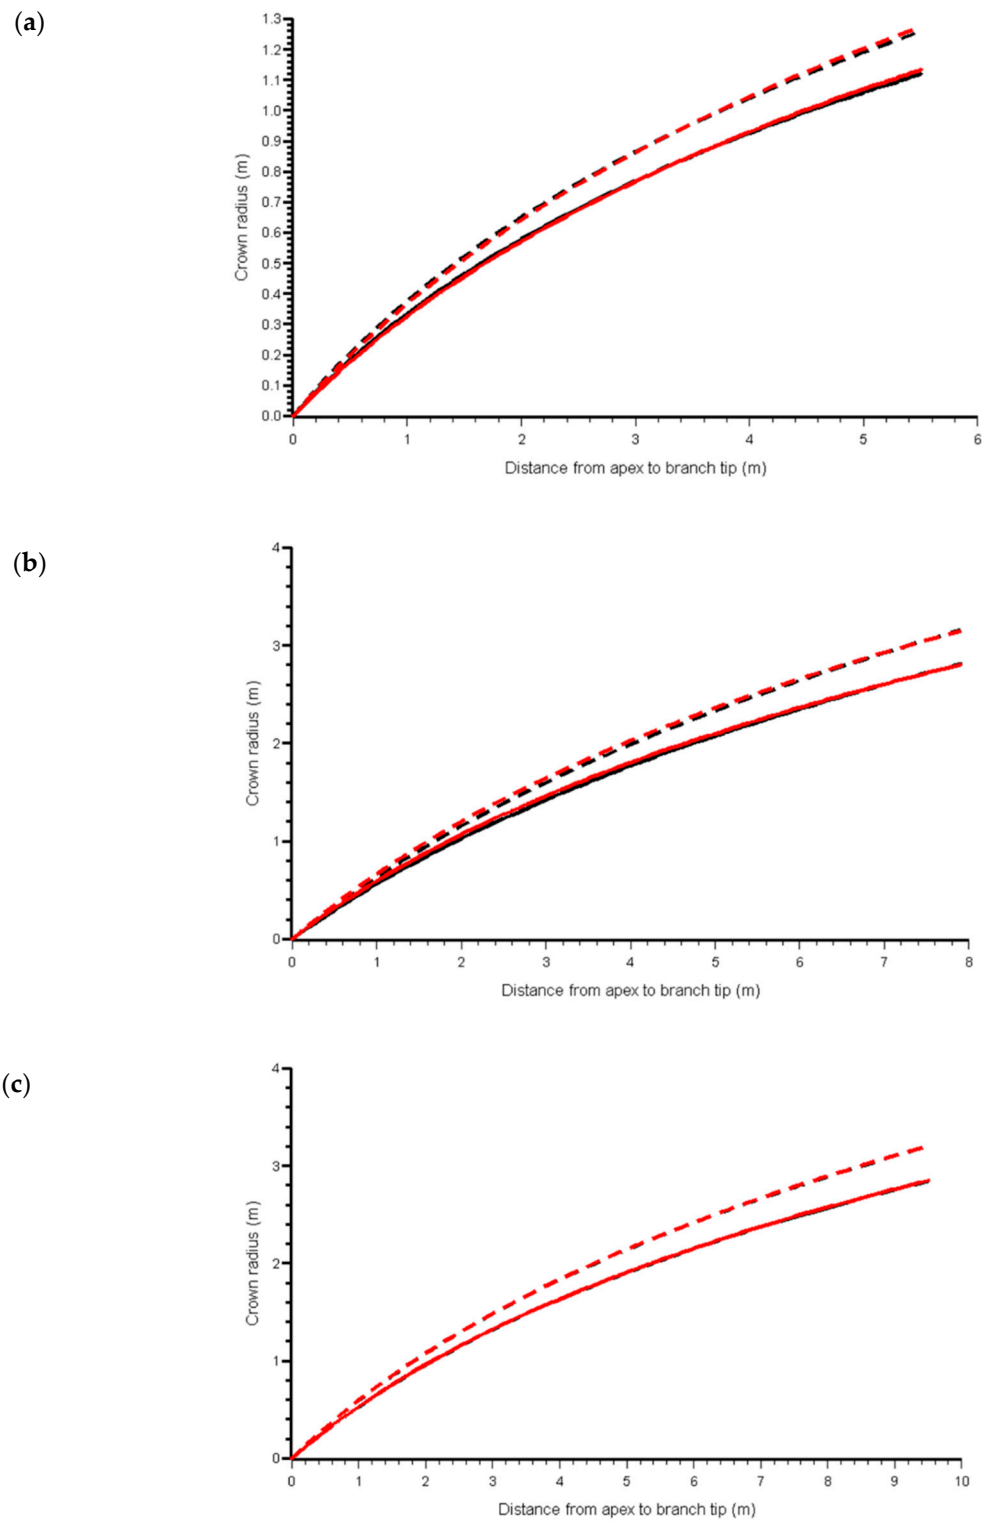 (a)
1.3
1.2
1.1
1.0
0.9
0.8
0.7
0.6
0.5
0.4
0.3
0.2
0.1
0.0
Crown radius (m)
0 1 2 3 4 5 6
Distance from apex to branch tip (m)
(b)
4
3
2
1
0
Crown radius (m)
0 1 2 3 4 5 6 7 8
Distance from apex to branch tip (m)
(c)
4
3
2
1
0
Crown radius (m)
0 1 2 3 4 5 6 7 8 9 10
Distance from apex to branch tip (m)